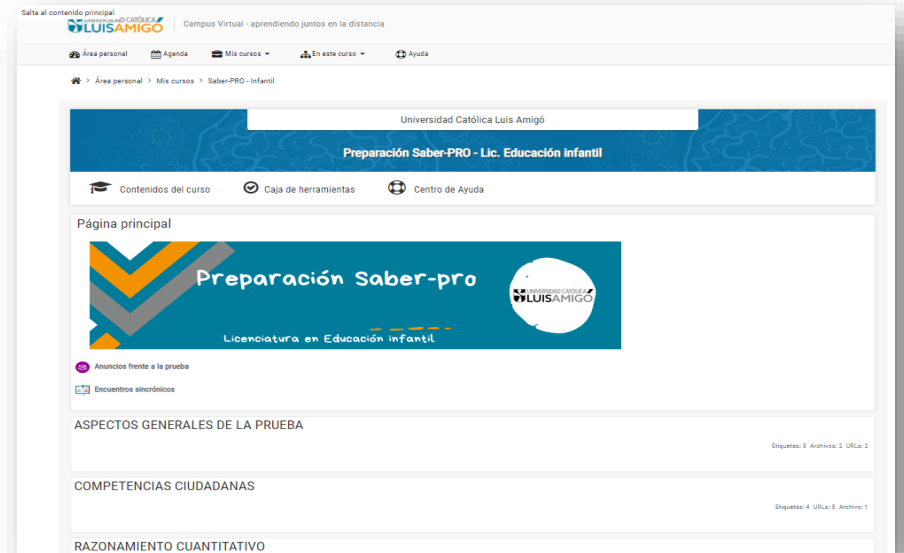 Salta al contenido principal
UNIVERSIDAD CATÓLICA
LUISAMIGÓ
Campus Virtual - aprendiendo juntos en la distancia
Área personal
Agenda
Mis cursos
En este curso
Ayuda
> Área personal > Mis cursos > Saber-PRO - Infantil
Universidad Católica Luis Amigó
Preparación Saber-PRO - Lic. Educación infantil
Contenidos del curso
Caja de herramientas
Centro de Ayuda
Página principal
Preparación Saber-pro
UNIVERSIDAD CATÓLICA
LUISAMIGÓ
Licenciatura en Educación infantil
Anuncios frente a la prueba
Encuentros sincrónicos
ASPECTOS GENERALES DE LA PRUEBA
Etiquetas: 3 Archivos: 2 URLs: 2
COMPETENCIAS CIUDADANAS
Etiquetas: 4 URLs: 5 Archivo: 1
RAZONAMIENTO CUANTITATIVO